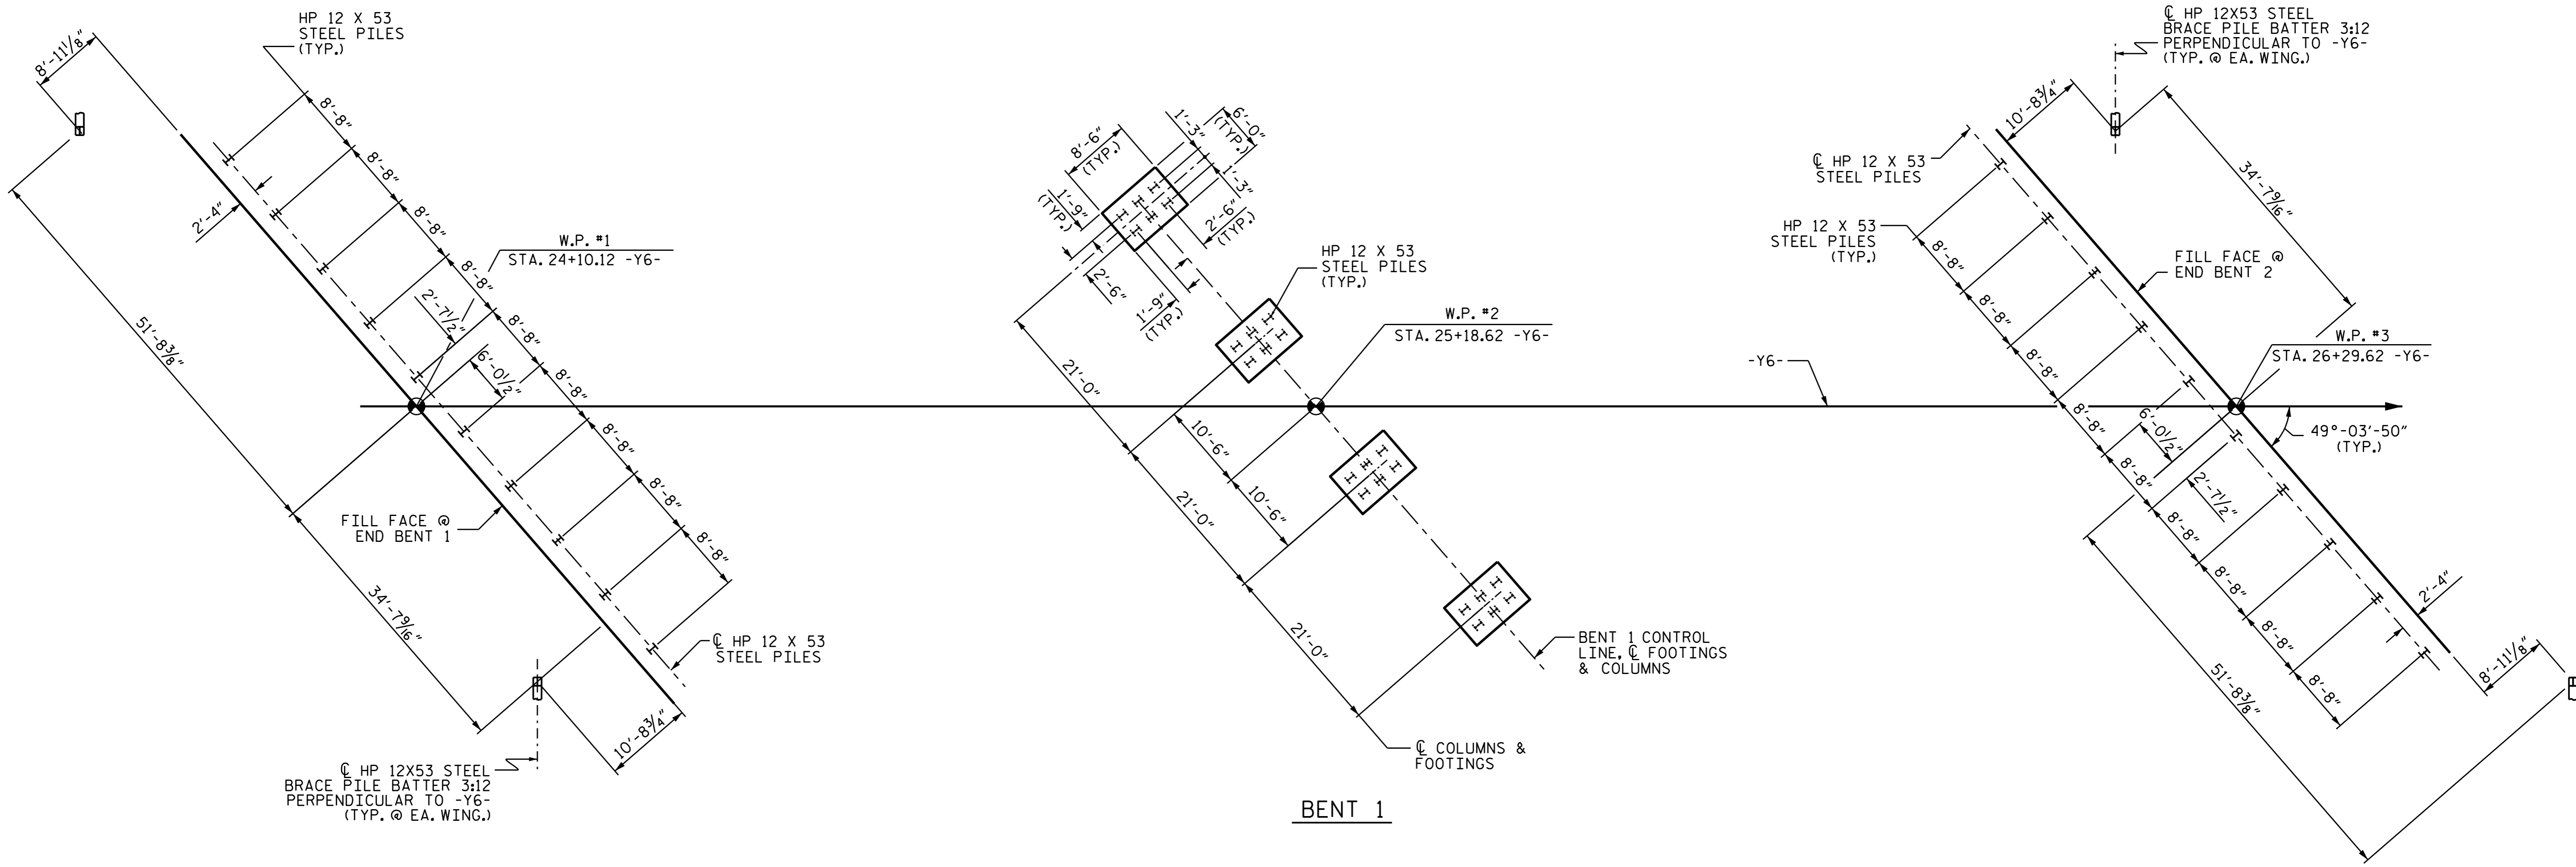 HP 12 X 53
STEEL PILES
(TYP.)
8'-11 1/8"
8'-8"
8'-8"
8'-8"
8'-8"
8'-8"
8'-8"
8'-8"
8'-8"
8'-8"
2'-4"
W.P. #1
STA. 24+10.12 -Y6-
2'-7 1/2"
6'-0 1/2"
51'-8 3/8"
34'-7 9/16"
FILL FACE @
END BENT 1
℄ HP 12 X 53
STEEL PILES
10'-8 3/4"
℄ HP 12X53 STEEL
BRACE PILE BATTER 3:12
PERPENDICULAR TO -Y6-
(TYP. @ EA. WING.)
8'-6"
(TYP.)
1'-3"
6'-0"
(TYP.)
1'-3"
1'-9"
(TYP.)
2'-6"
(TYP.)
2'-6"
1'-9"
(TYP.)
HP 12 X 53
STEEL PILES
(TYP.)
W.P. #2
STA. 25+18.62 -Y6-
21'-0"
10'-6"
21'-0"
10'-6"
21'-0"
BENT 1 CONTROL
LINE, ℄ FOOTINGS
& COLUMNS
℄ COLUMNS &
FOOTINGS
BENT 1
-Y6-
℄ HP 12X53 STEEL
BRACE PILE BATTER 3:12
PERPENDICULAR TO -Y6-
(TYP. @ EA. WING.)
10'-8 3/4"
℄ HP 12 X 53
STEEL PILES
34'-7 9/16"
HP 12 X 53
STEEL PILES
(TYP.)
FILL FACE @
END BENT 2
W.P. #3
STA. 26+29.62 -Y6-
8'-8"
8'-8"
8'-8"
8'-8"
8'-8"
8'-8"
8'-8"
8'-8"
8'-8"
6'-0 1/2"
2'-7 1/2"
49°-03'-50"
(TYP.)
2'-4"
8'-11 1/8"
51'-8 3/8"